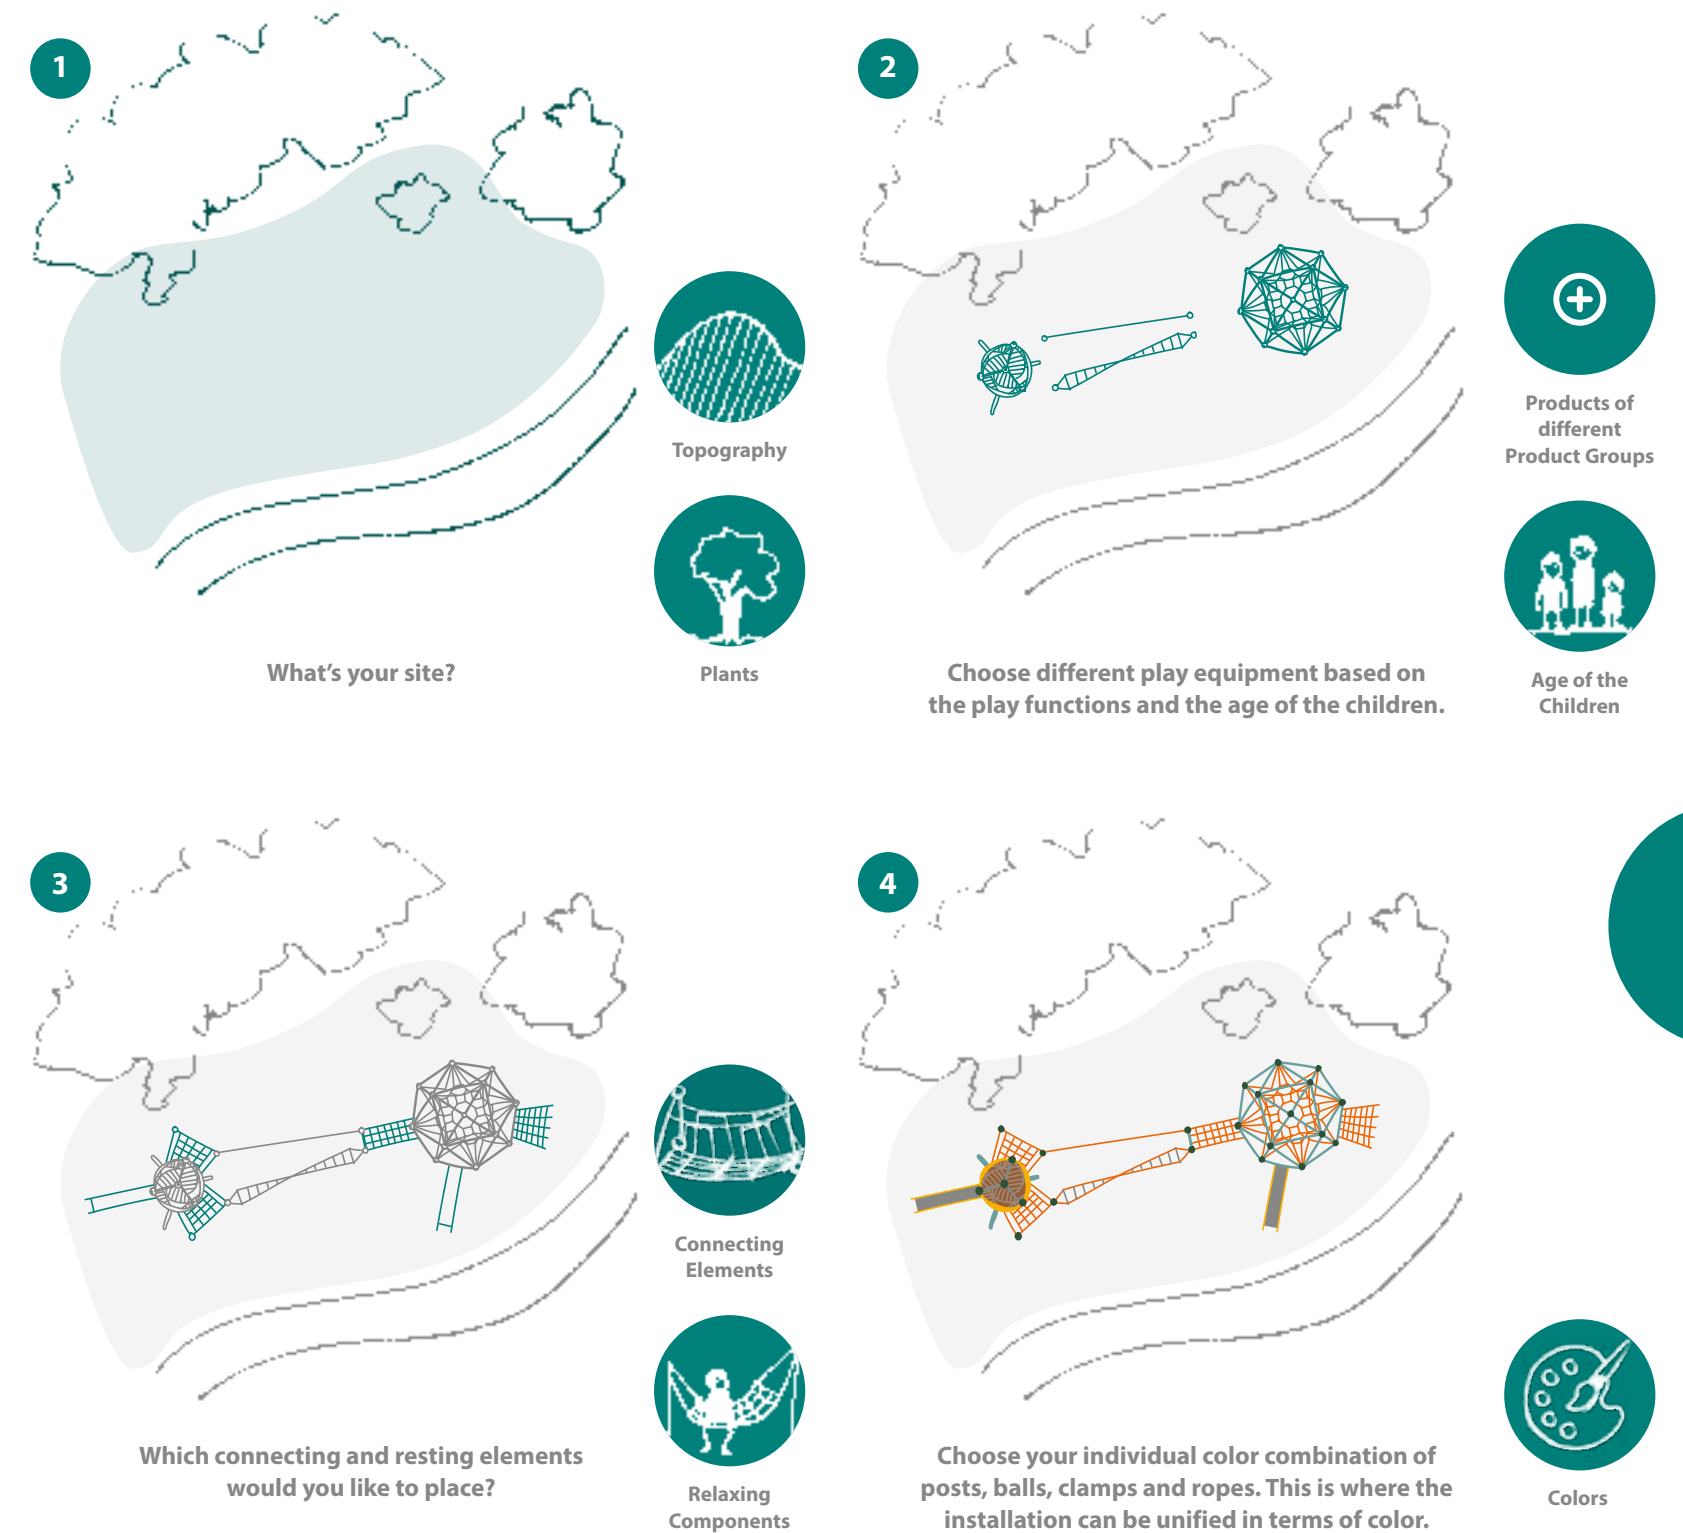 1
Topography
Plants
What’s your site?
2
Products of
different
Product Groups
Age of the
Children
Choose different play equipment based on
the play functions and the age of the children.
3
Connecting
Elements
Relaxing
Components
Which connecting and resting elements
would you like to place?
4
Colors
Choose your individual color combination of
posts, balls, clamps and ropes. This is where the
installation can be unified in terms of color.